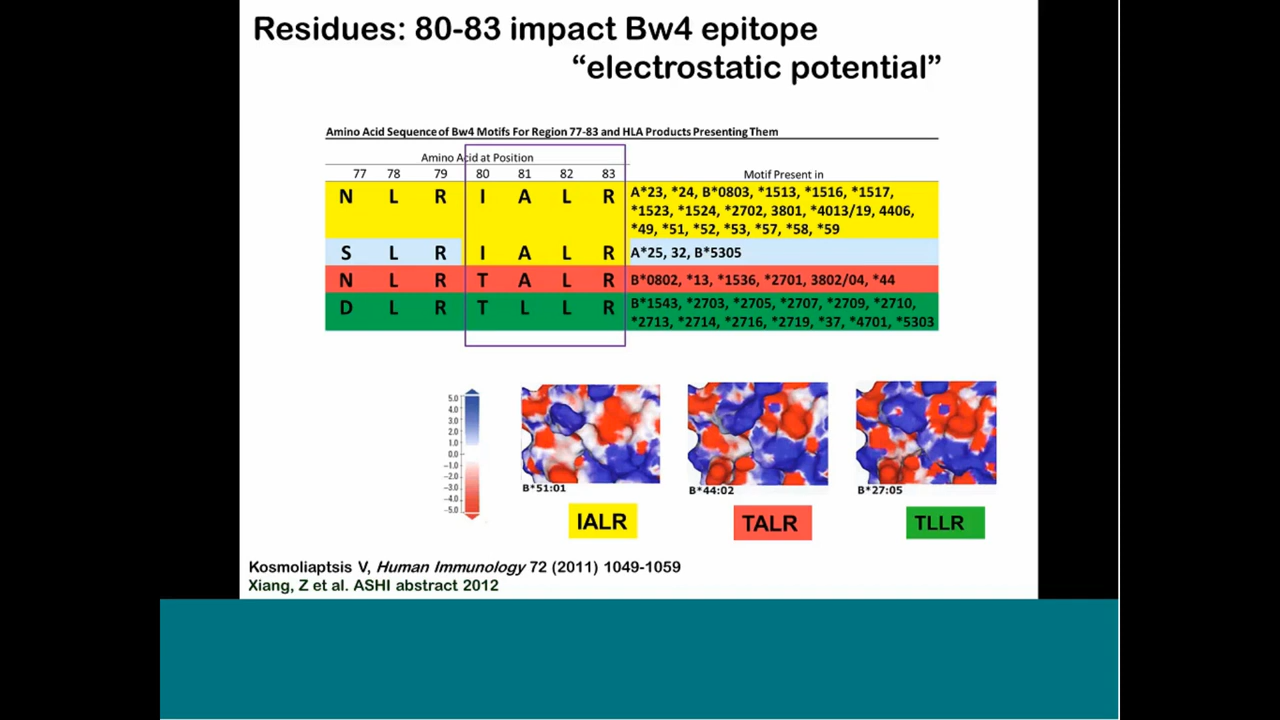 Residues: 80-83 impact Bw4 epitope
“electrostatic potential”
Amino Acid Sequence of Bw4 Motifs For Region 77-83 and HLA Products Presenting Them
Amino Acid at Position
77 78 79 80 81 82 83 Motif Present in
N L R I A L R A*23, *24, B*0803, *1513, *1516, *1517,
*1523, *1524, *2702, 3801, *4013/19, 4406,
*49, *51, *52, *53, *57, *58, *59
S L R I A L R A*25, 32, B*5305
N L R T A L R B*0802, *13, *1536, *2701, 3802/04, *44
D L R T L L R B*1543, *2703, *2705, *2707, *2709, *2710,
*2713, *2714, *2716, *2719, *37, *4701, *5303
5.0
4.0
3.0
2.0
1.0
0.0
-1.0
-2.0
-3.0
-4.0
-5.0
B*51:01 B*44:02 B*27:05
IALR TALR TLLR
Kosmoliaptsis V, Human Immunology 72 (2011) 1049-1059
Xiang, Z et al. ASHI abstract 2012